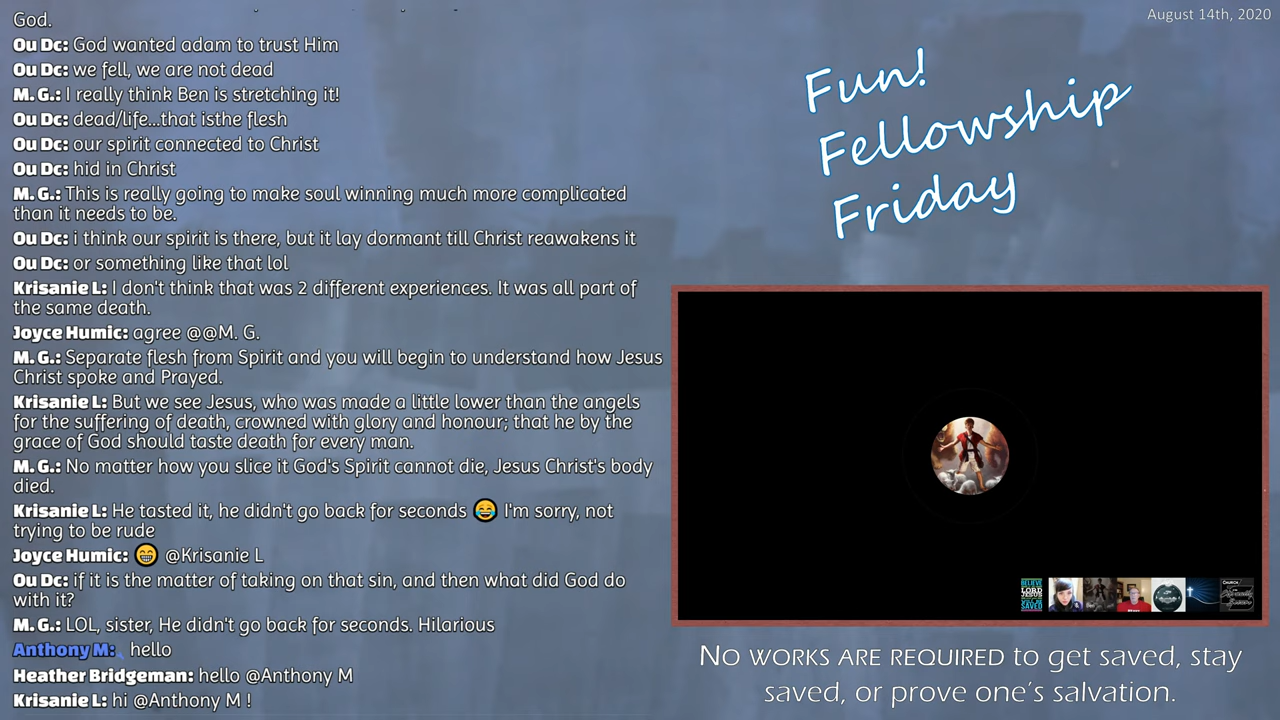 God.
Ou Dc: God wanted adam to trust Him
Ou Dc: we fell, we are not dead
M. G.: I really think Ben is stretching it!
Ou Dc: dead/life...that isthe flesh
Ou Dc: our spirit connected to Christ
Ou Dc: hid in Christ
M. G.: This is really going to make soul winning much more complicated
than it needs to be.
Ou Dc: i think our spirit is there, but it lay dormant till Christ reawakens it
Ou Dc: or something like that lol
Krisanie L: I don't think that was 2 different experiences. It was all part of
the same death.
Joyce Humic: agree @@M. G.
M. G.: Separate flesh from Spirit and you will begin to understand how Jesus
Christ spoke and Prayed.
Krisanie L: But we see Jesus, who was made a little lower than the angels
for the suffering of death, crowned with glory and honour; that he by the
grace of God should taste death for every man.
M. G.: No matter how you slice it God's Spirit cannot die, Jesus Christ's body
died.
Krisanie L: He tasted it, he didn't go back for seconds 😂 I'm sorry, not
trying to be rude
Joyce Humic: 😁 @Krisanie L
Ou Dc: if it is the matter of taking on that sin, and then what did God do
with it?
M. G.: LOL, sister, He didn't go back for seconds. Hilarious
Anthony M: hello
Heather Bridgeman: hello @Anthony M
Krisanie L: hi @Anthony M !
August 14th, 2020
Fun!
Fellowship
Friday
BELIEVE
LORD
JESUS
SAVED
CHURCH
No works are required to get saved, stay
saved, or prove one's salvation.